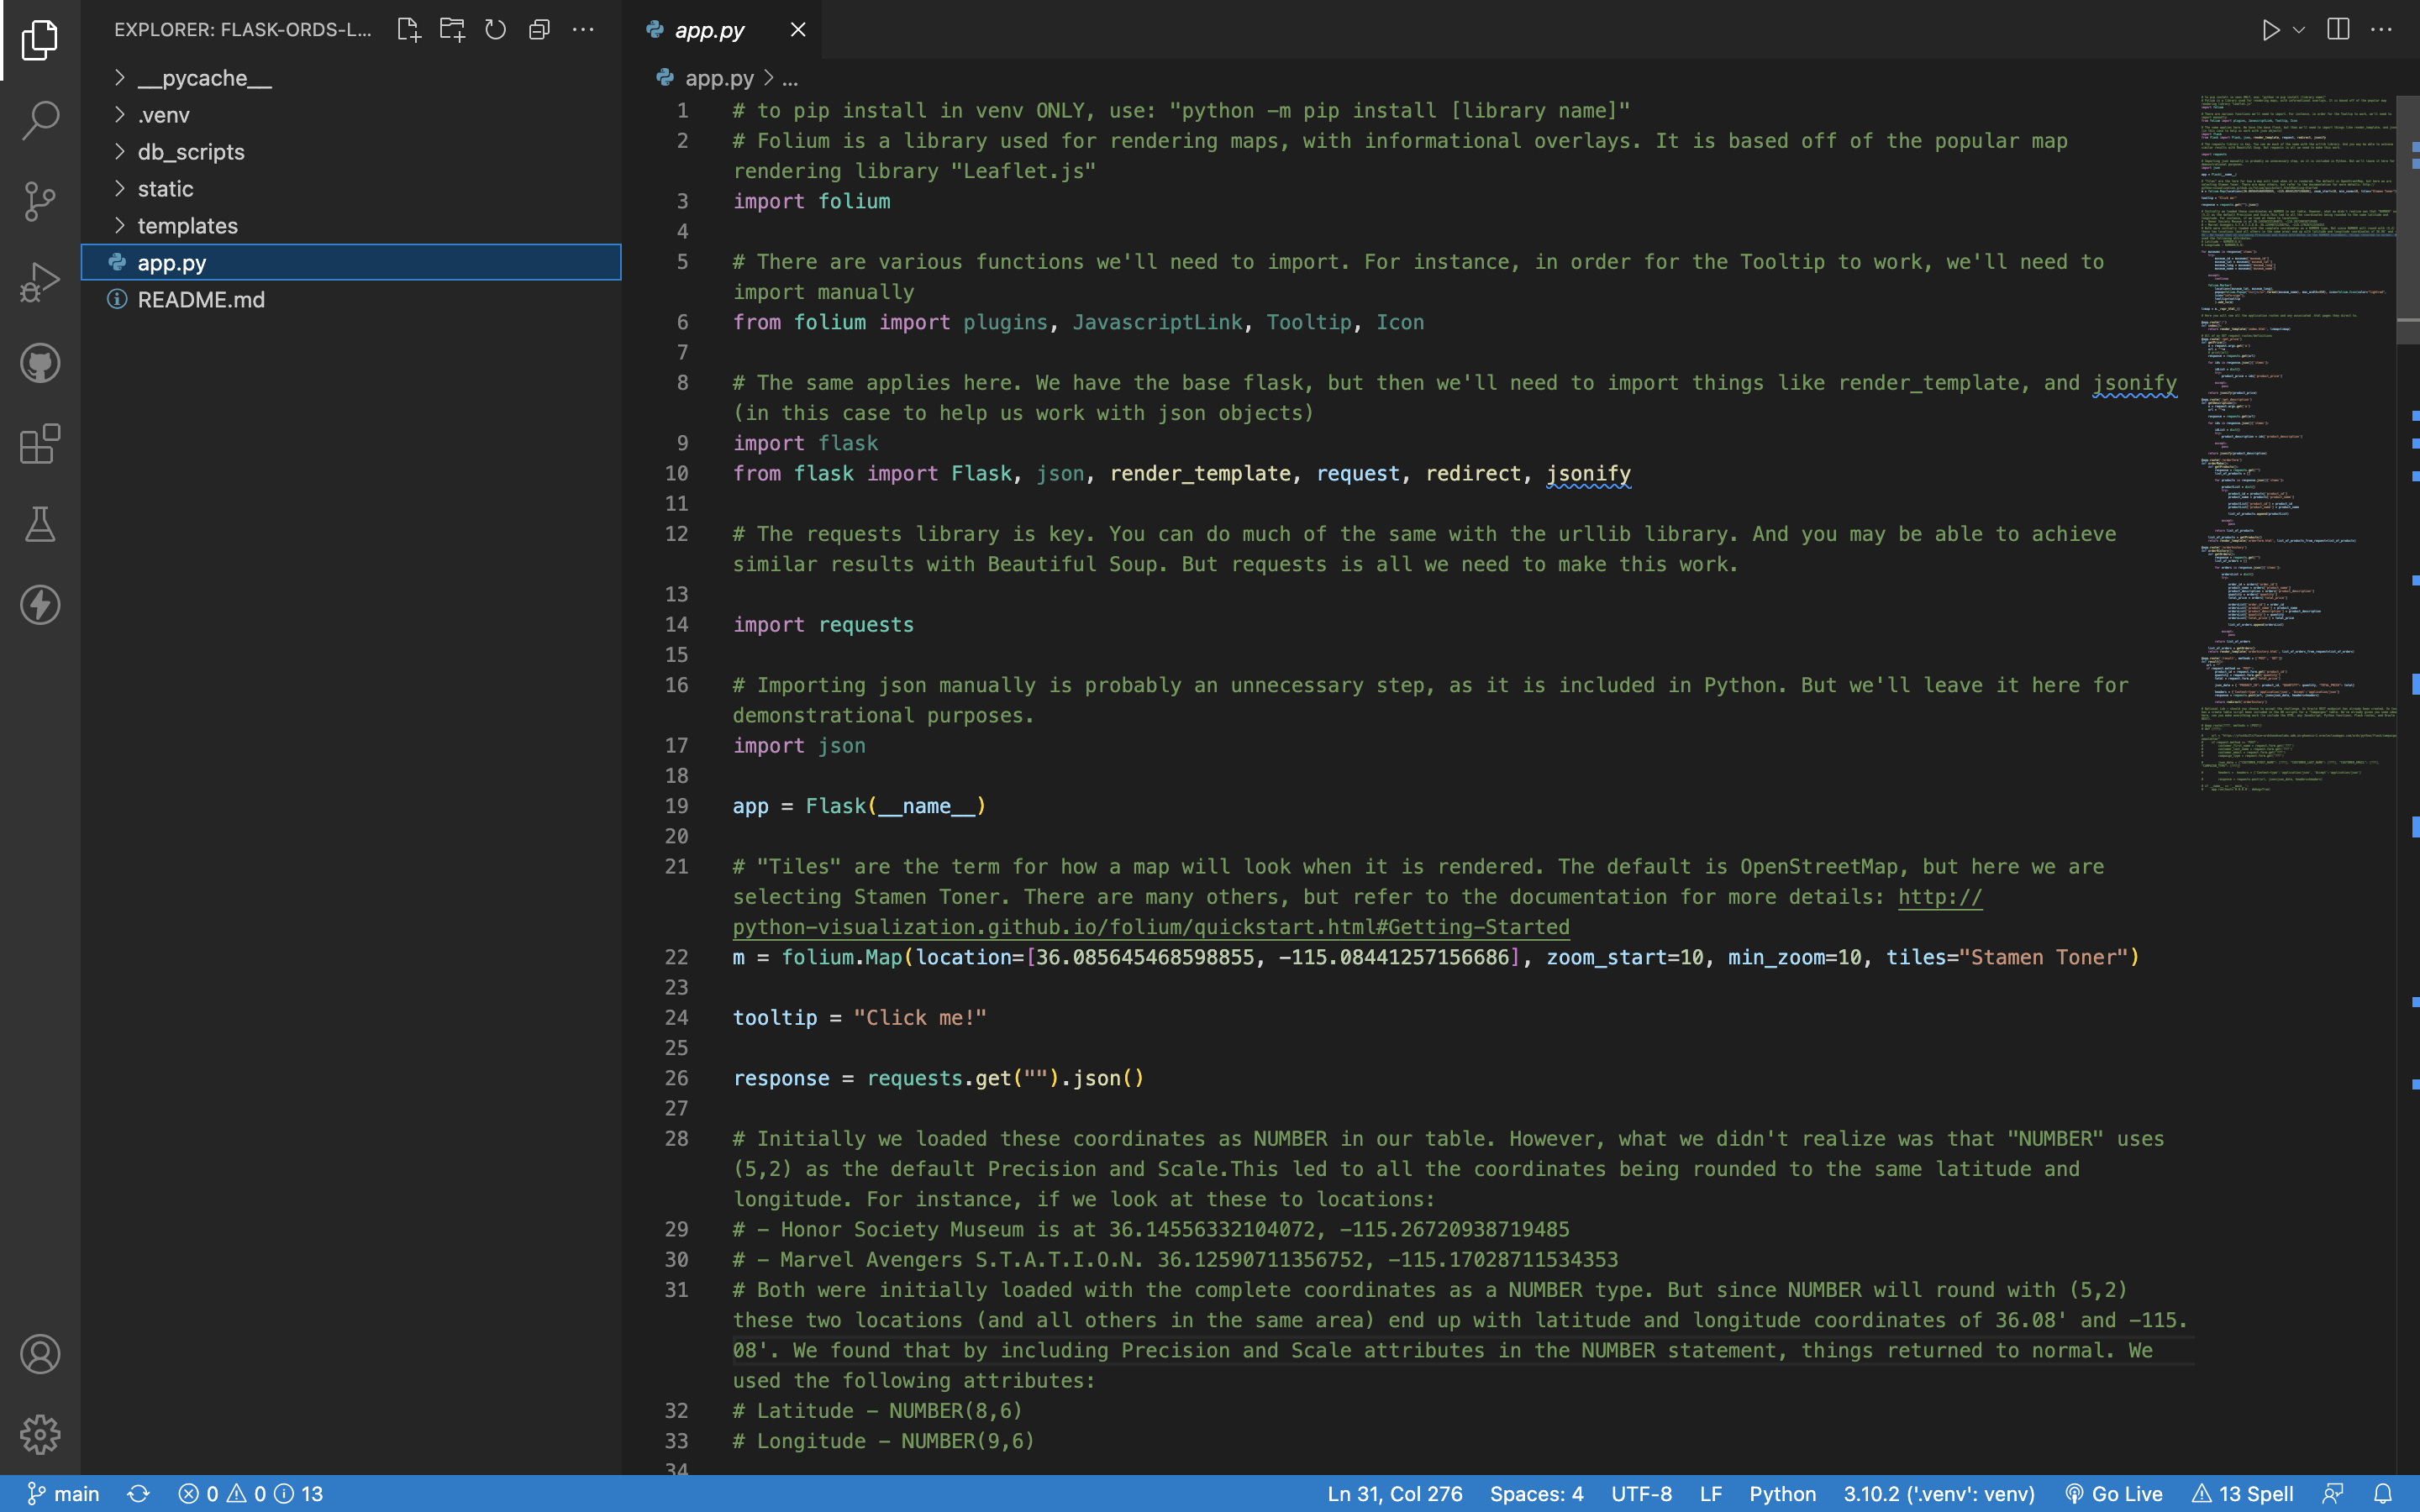 EXPLORER: FLASK-ORDS-L...
__pycache__
.venv
db_scripts
static
templates
app.py
README.md
app.py
app.py > ...
1 # to pip install in venv ONLY, use: "python -m pip install [library name]"
2 # Folium is a library used for rendering maps, with informational overlays. It is based off of the popular map
rendering library "Leaflet.js"
3 import folium
4
5 # There are various functions we'll need to import. For instance, in order for the Tooltip to work, we'll need to
import manually
6 from folium import plugins, JavascriptLink, Tooltip, Icon
7
8 # The same applies here. We have the base flask, but then we'll need to import things like render_template, and jsonify
(in this case to help us work with json objects)
9 import flask
10 from flask import Flask, json, render_template, request, redirect, jsonify
11
12 # The requests library is key. You can do much of the same with the urllib library. And you may be able to achieve
similar results with Beautiful Soup. But requests is all we need to make this work.
13
14 import requests
15
16 # Importing json manually is probably an unnecessary step, as it is included in Python. But we'll leave it here for
demonstrational purposes.
17 import json
18
19 app = Flask(__name__)
20
21 # "Tiles" are the term for how a map will look when it is rendered. The default is OpenStreetMap, but here we are
selecting Stamen Toner. There are many others, but refer to the documentation for more details: http://
python-visualization.github.io/folium/quickstart.html#Getting-Started
22 m = folium.Map(location=[36.085645468598855, -115.08441257156686], zoom_start=10, min_zoom=10, tiles="Stamen Toner")
23
24 tooltip = "Click me!"
25
26 response = requests.get("").json()
27
28 # Initially we loaded these coordinates as NUMBER in our table. However, what we didn't realize was that "NUMBER" uses
(5,2) as the default Precision and Scale.This led to all the coordinates being rounded to the same latitude and
longitude. For instance, if we look at these to locations:
29 # - Honor Society Museum is at 36.14556332104072, -115.26720938719485
30 # - Marvel Avengers S.T.A.T.I.O.N. 36.12590711356752, -115.17028711534353
31 # Both were initially loaded with the complete coordinates as a NUMBER type. But since NUMBER will round with (5,2)
these two locations (and all others in the same area) end up with latitude and longitude coordinates of 36.08' and -115.
08'. We found that by including Precision and Scale attributes in the NUMBER statement, things returned to normal. We
used the following attributes:
32 # Latitude - NUMBER(8,6)
33 # Longitude - NUMBER(9,6)
34
main 0 0 13 Ln 31, Col 276 Spaces: 4 UTF-8 LF Python 3.10.2 ('.venv': venv) Go Live 13 Spell